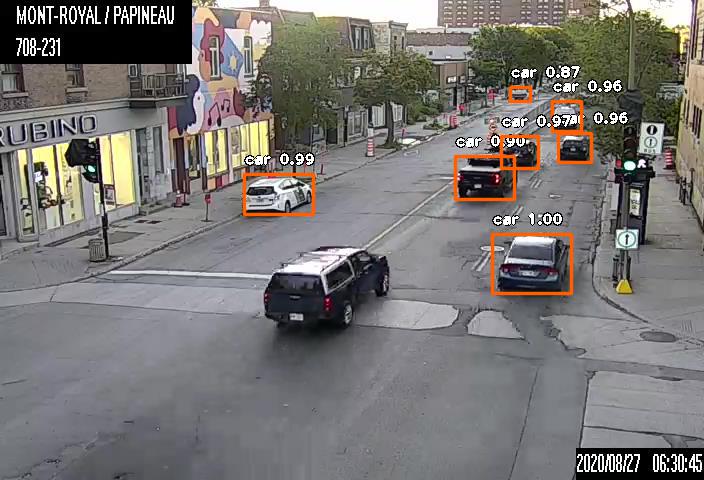 MONT-ROYAL / PAPINEAU
708-231
car 0.87
car 0.96
car 0.97
car 0.96
car 0.90
RUBINO
car 0.99
car 1.00
2020/08/27 06:30:45